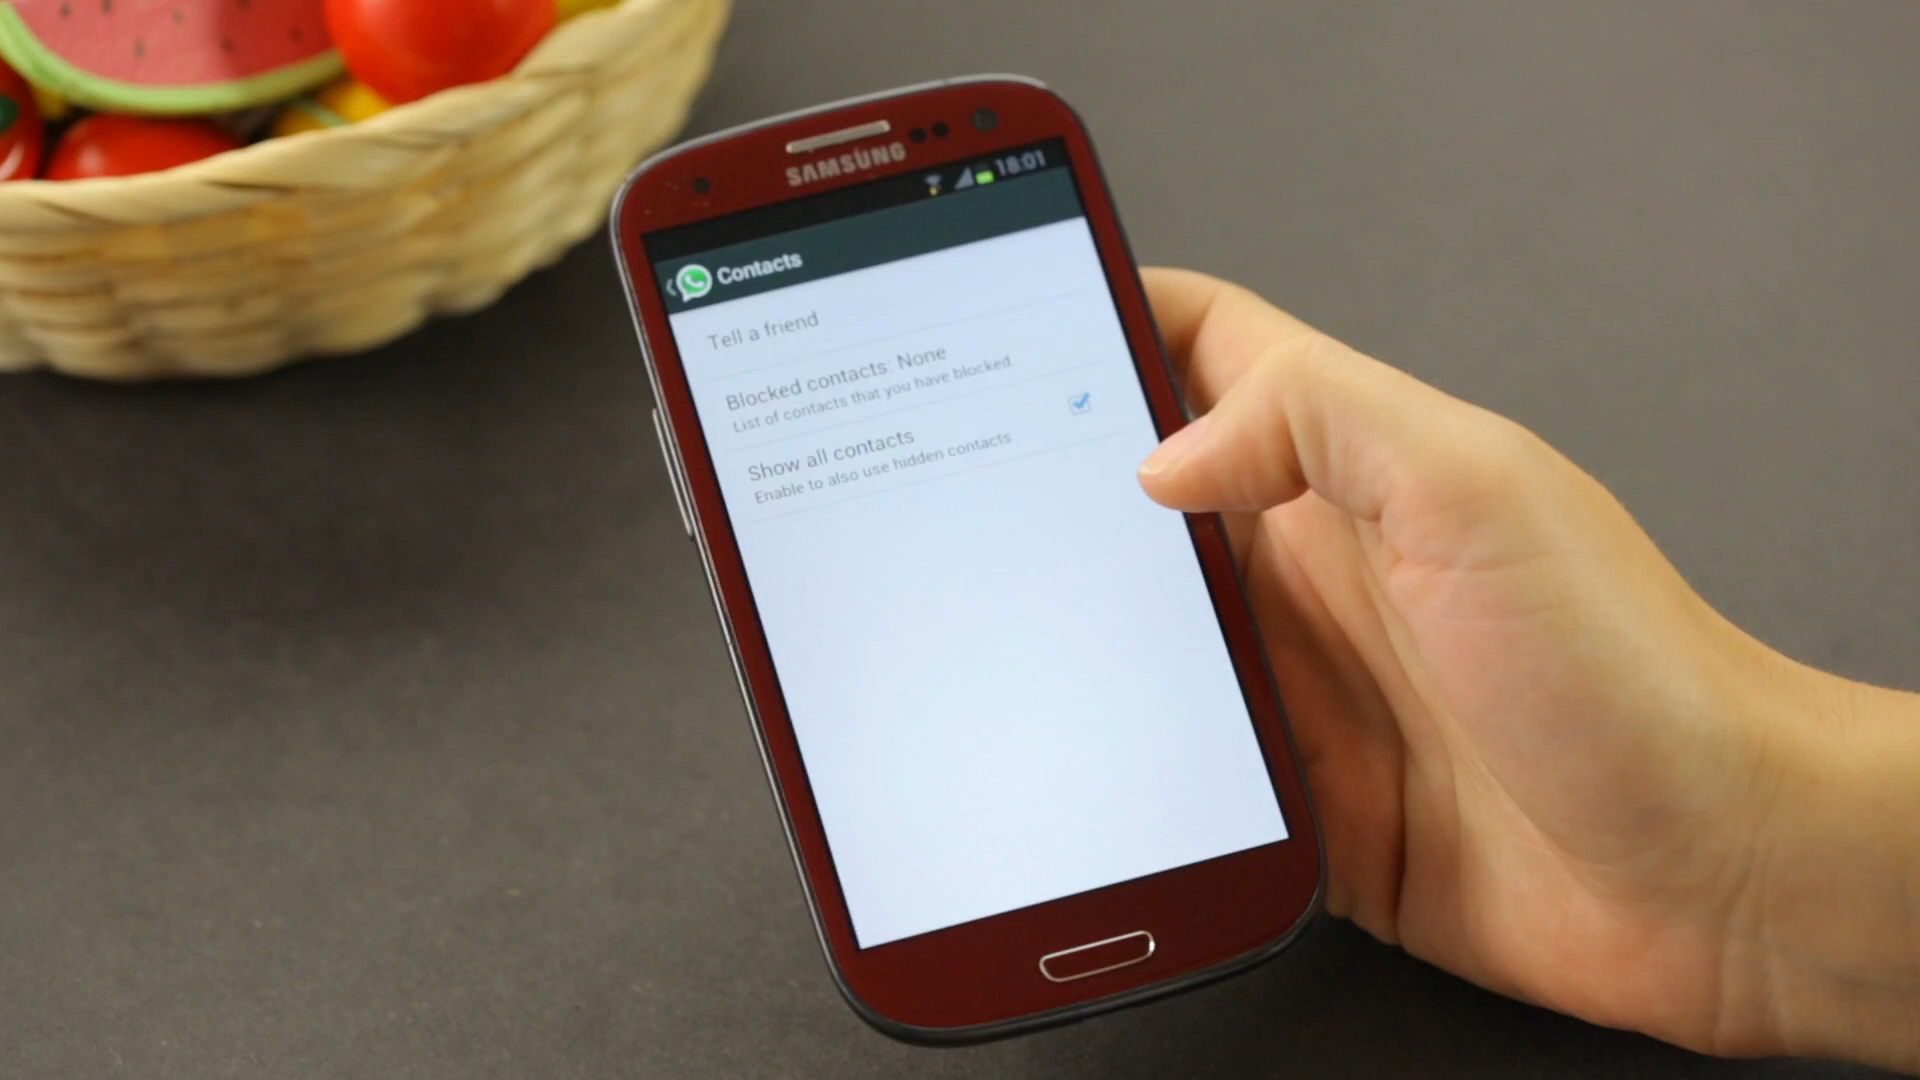 SAMSUNG
18:01
Contacts
Tell a friend
Blocked contacts: None
List of contacts that you have blocked.
Show all contacts
Enable to also use hidden contacts